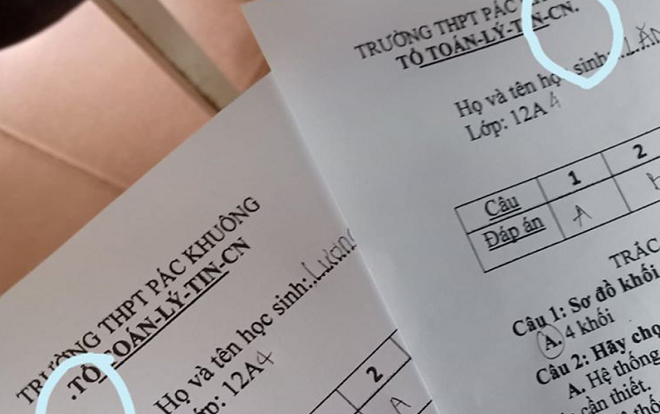 TRƯỜNG THPT PÁC
TỔ TOÁN-LÝ-TIN-CN.
Họ và tên học sinh:
Lớp: 12A4
Câu 1 2
Đáp án A
TRẮC
Câu 1: Sơ đồ khối
A. 4 khối
Câu 2: Hãy chọ
A. Hệ thống
cần thiết.
TRƯỜNG THPT PÁC KHUÔNG
.TỔ TOÁN-LÝ-TIN-CN
Họ và tên học sinh:
Lớp: 12A4
2
A